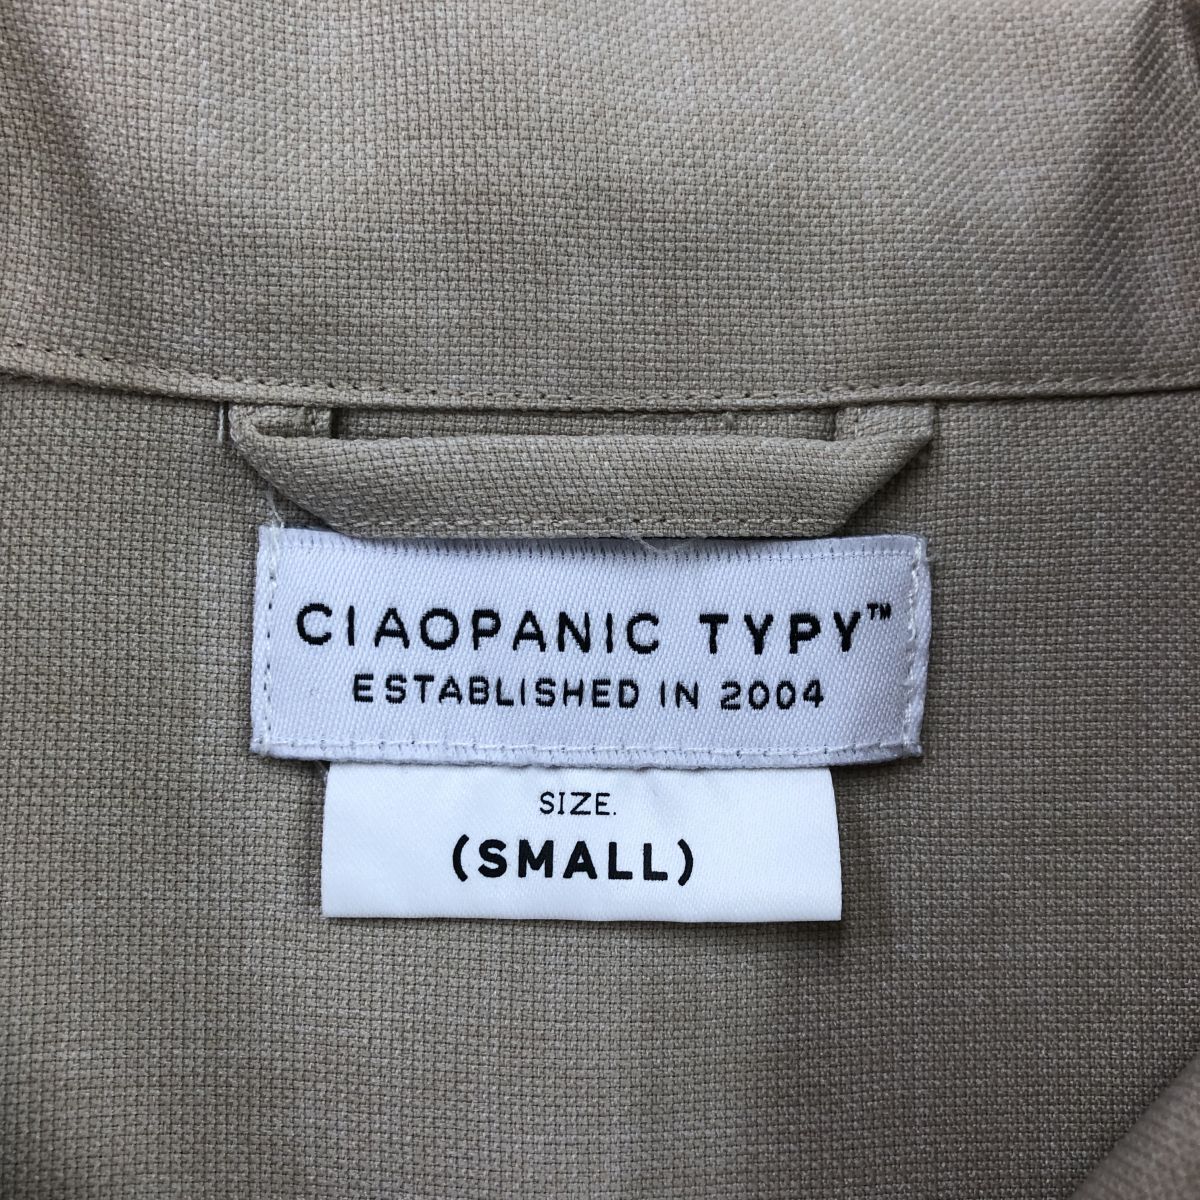 CIAOPANIC TYPY™
ESTABLISHED IN 2004
SIZE.
(SMALL)